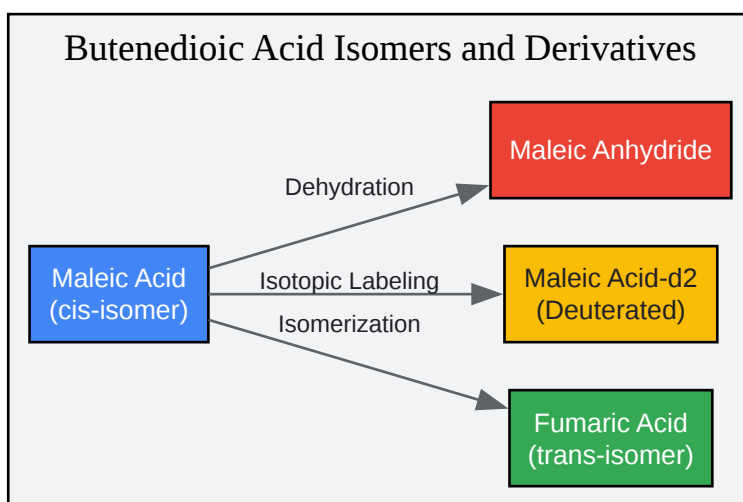 Butenedioic Acid Isomers and Derivatives
Maleic Anhydride
Dehydration
Maleic Acid
(cis-isomer)
Isotopic Labeling
Maleic Acid-d2
(Deuterated)
Isomerization
Fumaric Acid
(trans-isomer)